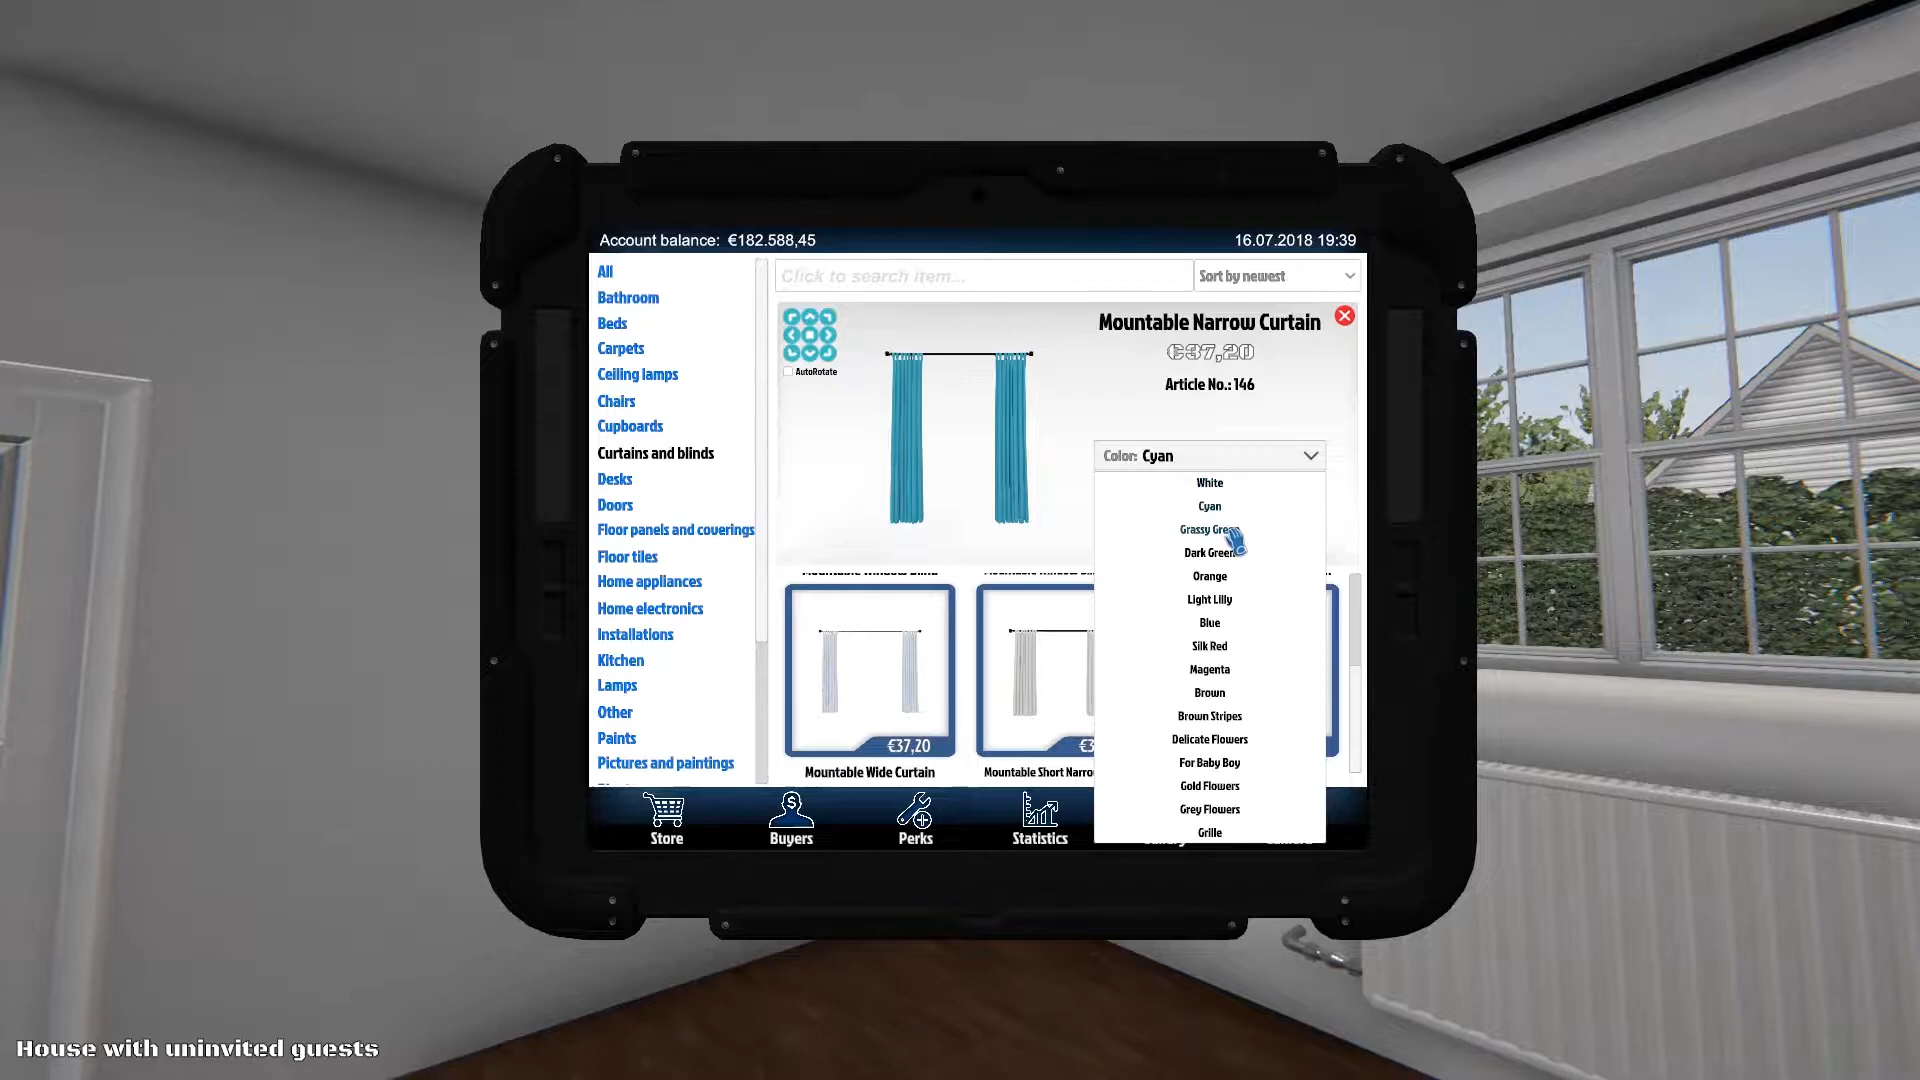 Account balance: €182.588,45
16.07.2018 19:39
All
Bathroom
Beds
Carpets
Ceiling lamps
Chairs
Cupboards
Curtains and blinds
Desks
Doors
Floor panels and coverings
Floor tiles
Home appliances
Home electronics
Installations
Kitchen
Lamps
Other
Paints
Pictures and paintings
Click to search item...
Sort by newest
AutoRotate
Mountable Narrow Curtain
€37,20
Article No.: 146
Color: Cyan
White
Cyan
Grassy Green
Dark Green
Orange
Light Lilly
Blue
Silk Red
Magenta
Brown
Brown Stripes
Delicate Flowers
For Baby Boy
Gold Flowers
Grey Flowers
Grille
€37,20
Mountable Wide Curtain
Mountable Short
Store
Buyers
Perks
Statistics
House with uninvited guests